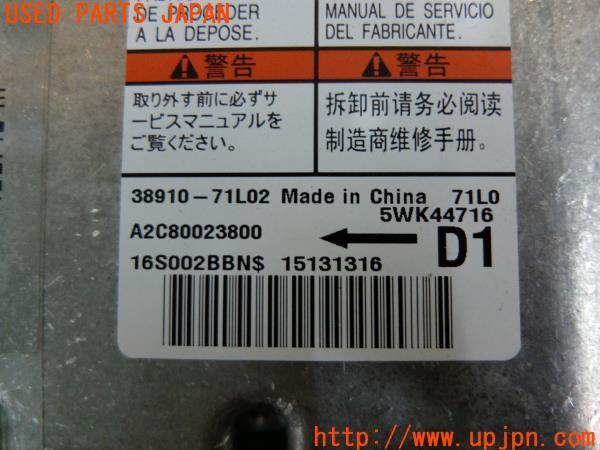 USED PARTS JAPAN
DE PROCÉDER
À LA DÉPOSE.
MANUAL DE SERVICIO
DEL FABRICANTE.
警告
警告
取り外す前に必ずサ
ービスマニュアルを
ご覧ください。
拆卸前请务必阅读
制造商维修手册.
38910-71L02 Made in China 71L0
5WK44716
A2C80023800
D1
16S002BBN$ 15131316
http://www.upjpn.com/